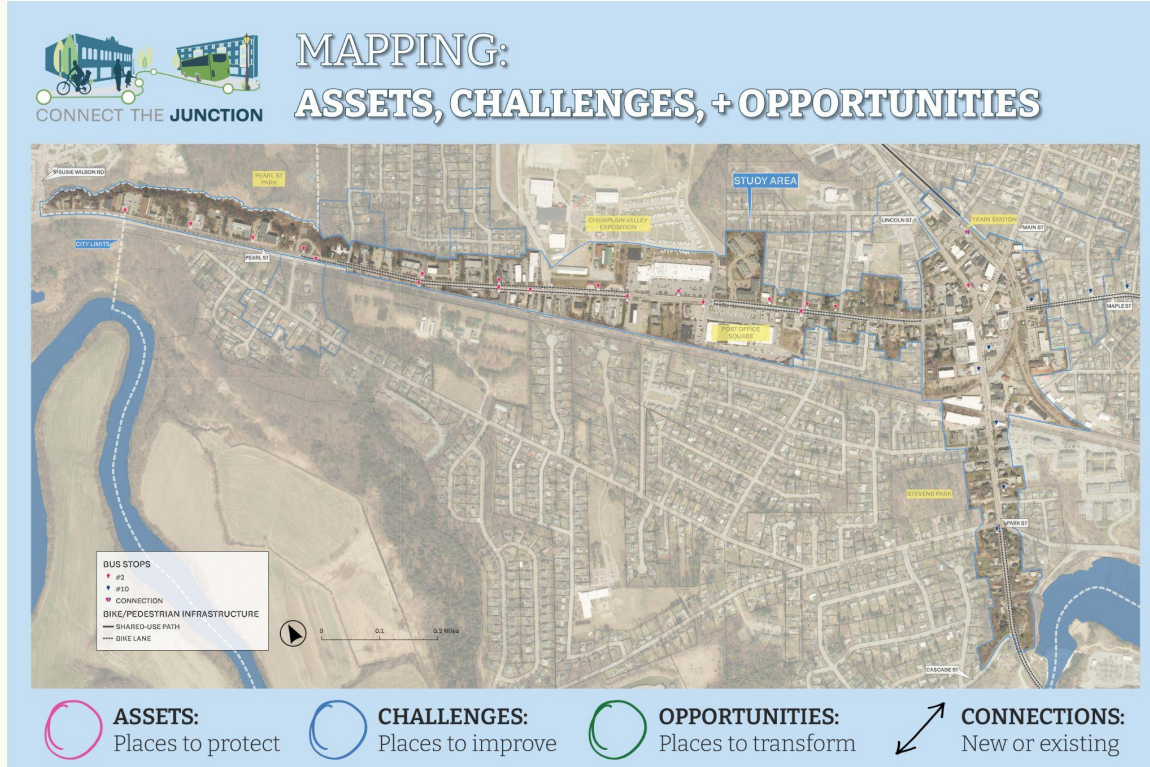 CONNECT THE JUNCTION
MAPPING:
ASSETS, CHALLENGES, + OPPORTUNITIES
SUSIE WILSON RD
PEARL ST
PARK
CITY LIMITS
PEARL ST
CHAMPLAIN VALLEY
EXPOSITION
STUDY AREA
LINCOLN ST
TRAIN STATION
MAIN ST
MAPLE ST
POST OFFICE
SQUARE
STEVENS PARK
PARK ST
CASCADE ST
BUS STOPS
#2
#10
CONNECTION
BIKE/PEDESTRIAN INFRASTRUCTURE
SHARED-USE PATH
BIKE LANE
0 0.1 0.2 Miles
ASSETS:
Places to protect
CHALLENGES:
Places to improve
OPPORTUNITIES:
Places to transform
CONNECTIONS:
New or existing